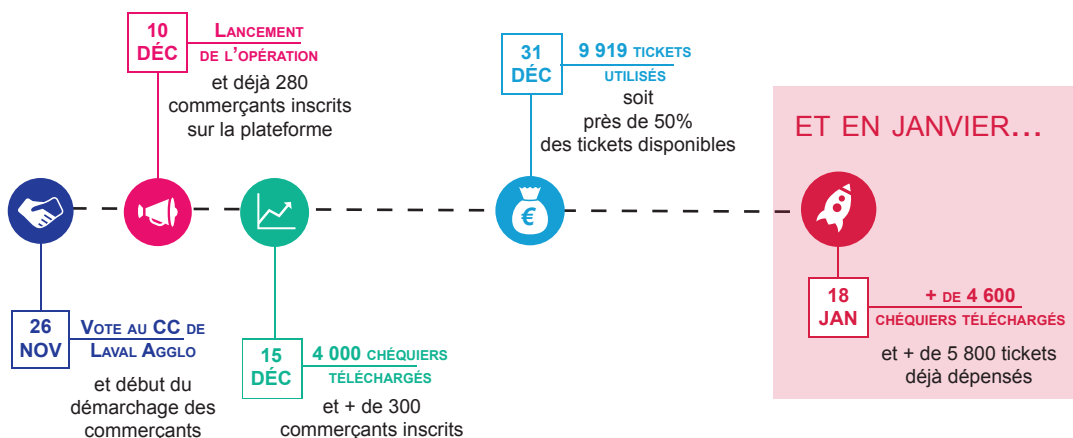 26
NOV
VOTE AU CC DE
LAVAL AGGLO
et début du
démarchage des
commerçants
10
DÉC
LANCEMENT
DE L'OPÉRATION
et déjà 280
commerçants inscrits
sur la plateforme
15
DÉC
4 000 CHÉQUIERS
TÉLÉCHARGÉS
et + de 300
commerçants inscrits
31
DÉC
9 919 TICKETS
UTILISÉS
soit
près de 50%
des tickets disponibles
€
ET EN JANVIER...
18
JAN
+ DE 4 600
CHÉQUIERS TÉLÉCHARGÉS
et + de 5 800 tickets
déjà dépensés